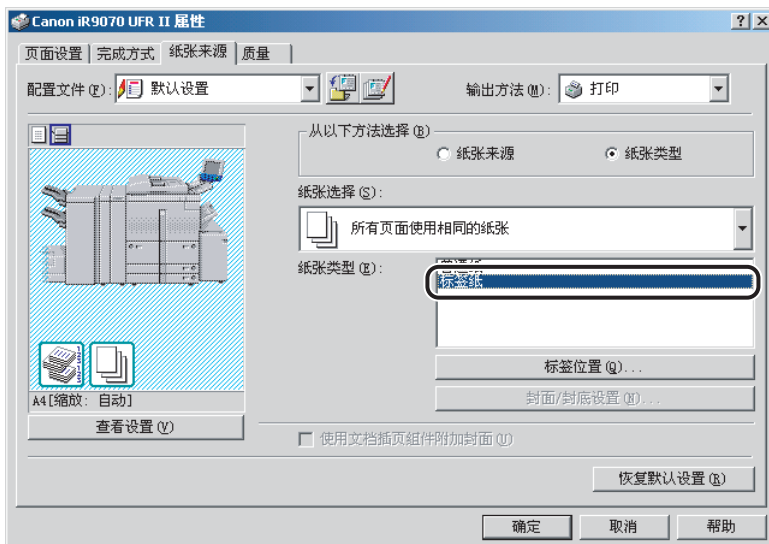 Canon iR9070 UFR II 属性
页面设置 完成方式 纸张来源 质量
配置文件(F): 默认设置 输出方法(M): 打印
从以下方法选择(B)
纸张来源 纸张类型
纸张选择(S):
所有页面使用相同的纸张
纸张类型(E): 普通纸
标签纸
标签位置(Q)...
封面/封底设置(N)...
A4[缩放: 自动]
查看设置(V)
使用文档插页组件附加封面(U)
恢复默认设置(R)
确定 取消 帮助